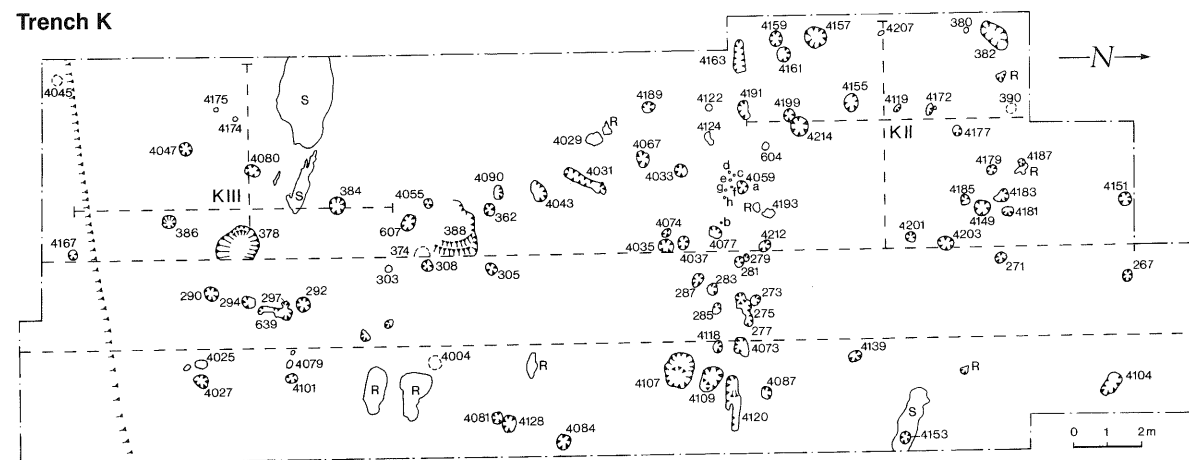 Trench K
4159 4157 4207 380
4163 4161 382
N
R
4045 4175 S 4189 4122 4191 4199 4155 4119 4172 390
4174 R 4124 4214 KII 4177
4029
4047 4080 4067 604 4187
4031 4033 d c 4059 4179 R
e
4090 g f a 4185 4183 4151
KIII S 384 4055 4043 h R 4193 4149 4181
386 378 607 388 362 4074 b 4201
4167 374 4035 4037 4077 4212 4203
308 305 279 271 267
303 281
290 294 297 292 287 283 273
639 285 275
277
4118 4073 4139
4025 4079 4004 R R
4027 4101 R R 4107 4109 4087 4104
4120
4081 4128 S
4084 4153
0 1 2m